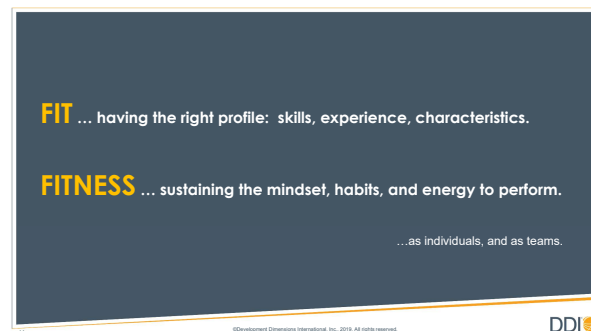 FIT ... having the right profile: skills, experience, characteristics.
FITNESS ... sustaining the mindset, habits, and energy to perform.
...as individuals, and as teams.
©Development Dimensions International, Inc., 2019. All rights reserved.
DDI